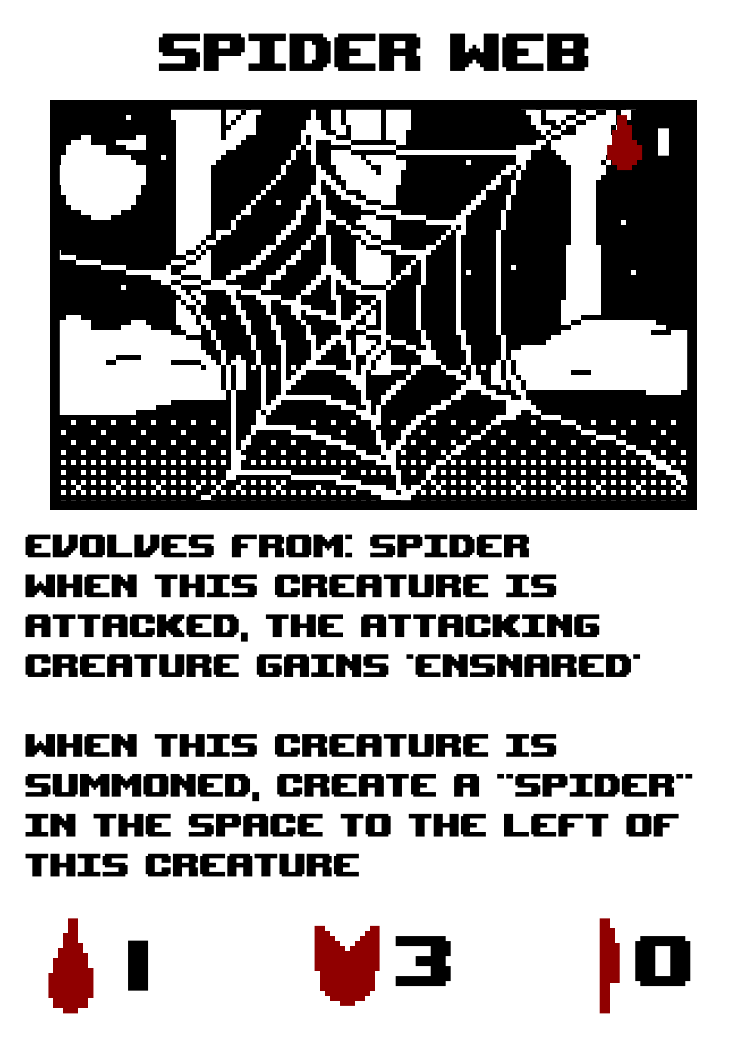 SPIDER WEB
1
EVOLVES FROM: SPIDER
WHEN THIS CREATURE IS
ATTACKED, THE ATTACKING
CREATURE GAINS 'ENSNARED'
WHEN THIS CREATURE IS
SUMMONED, CREATE A "SPIDER"
IN THE SPACE TO THE LEFT OF
THIS CREATURE
1 3 0